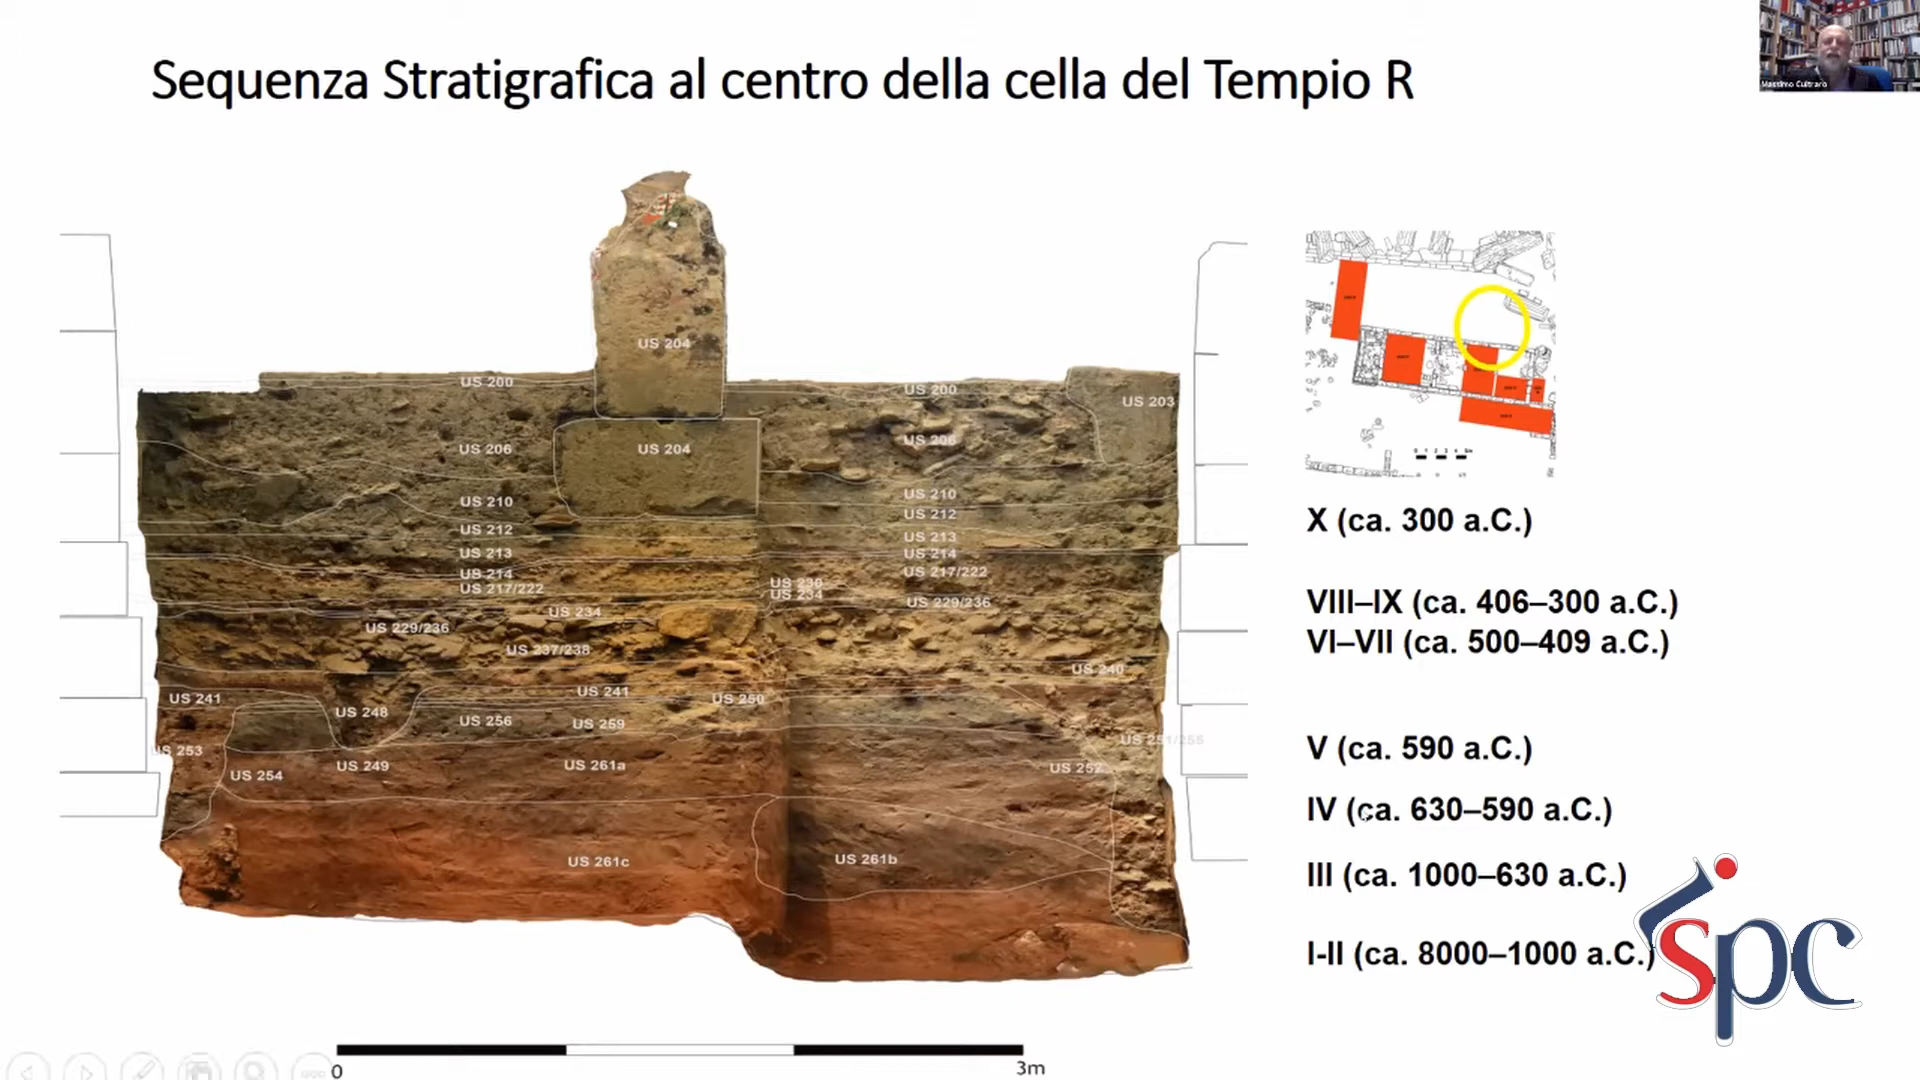 Sequenza Stratigrafica al centro della cella del Tempio R
Massimo Cultraro
US 204
US 200
US 200
US 203
US 206
US 204
US 206
US 210
US 210
US 212
US 212
US 213
US 213
US 214
US 214
US 217/222
US 217/222
US 230
US 234
US 234
US 229/236
US 229/236
US 237/238
US 240
US 241
US 241
US 250
US 248
US 256
US 259
US 253
US 254
US 249
US 261a
US 252
US 261c
US 261b
X (ca. 300 a.C.)
VIII–IX (ca. 406–300 a.C.)
VI–VII (ca. 500–409 a.C.)
V (ca. 590 a.C.)
IV (ca. 630–590 a.C.)
III (ca. 1000–630 a.C.)
I-II (ca. 8000–1000 a.C.)
ispc
0
3m